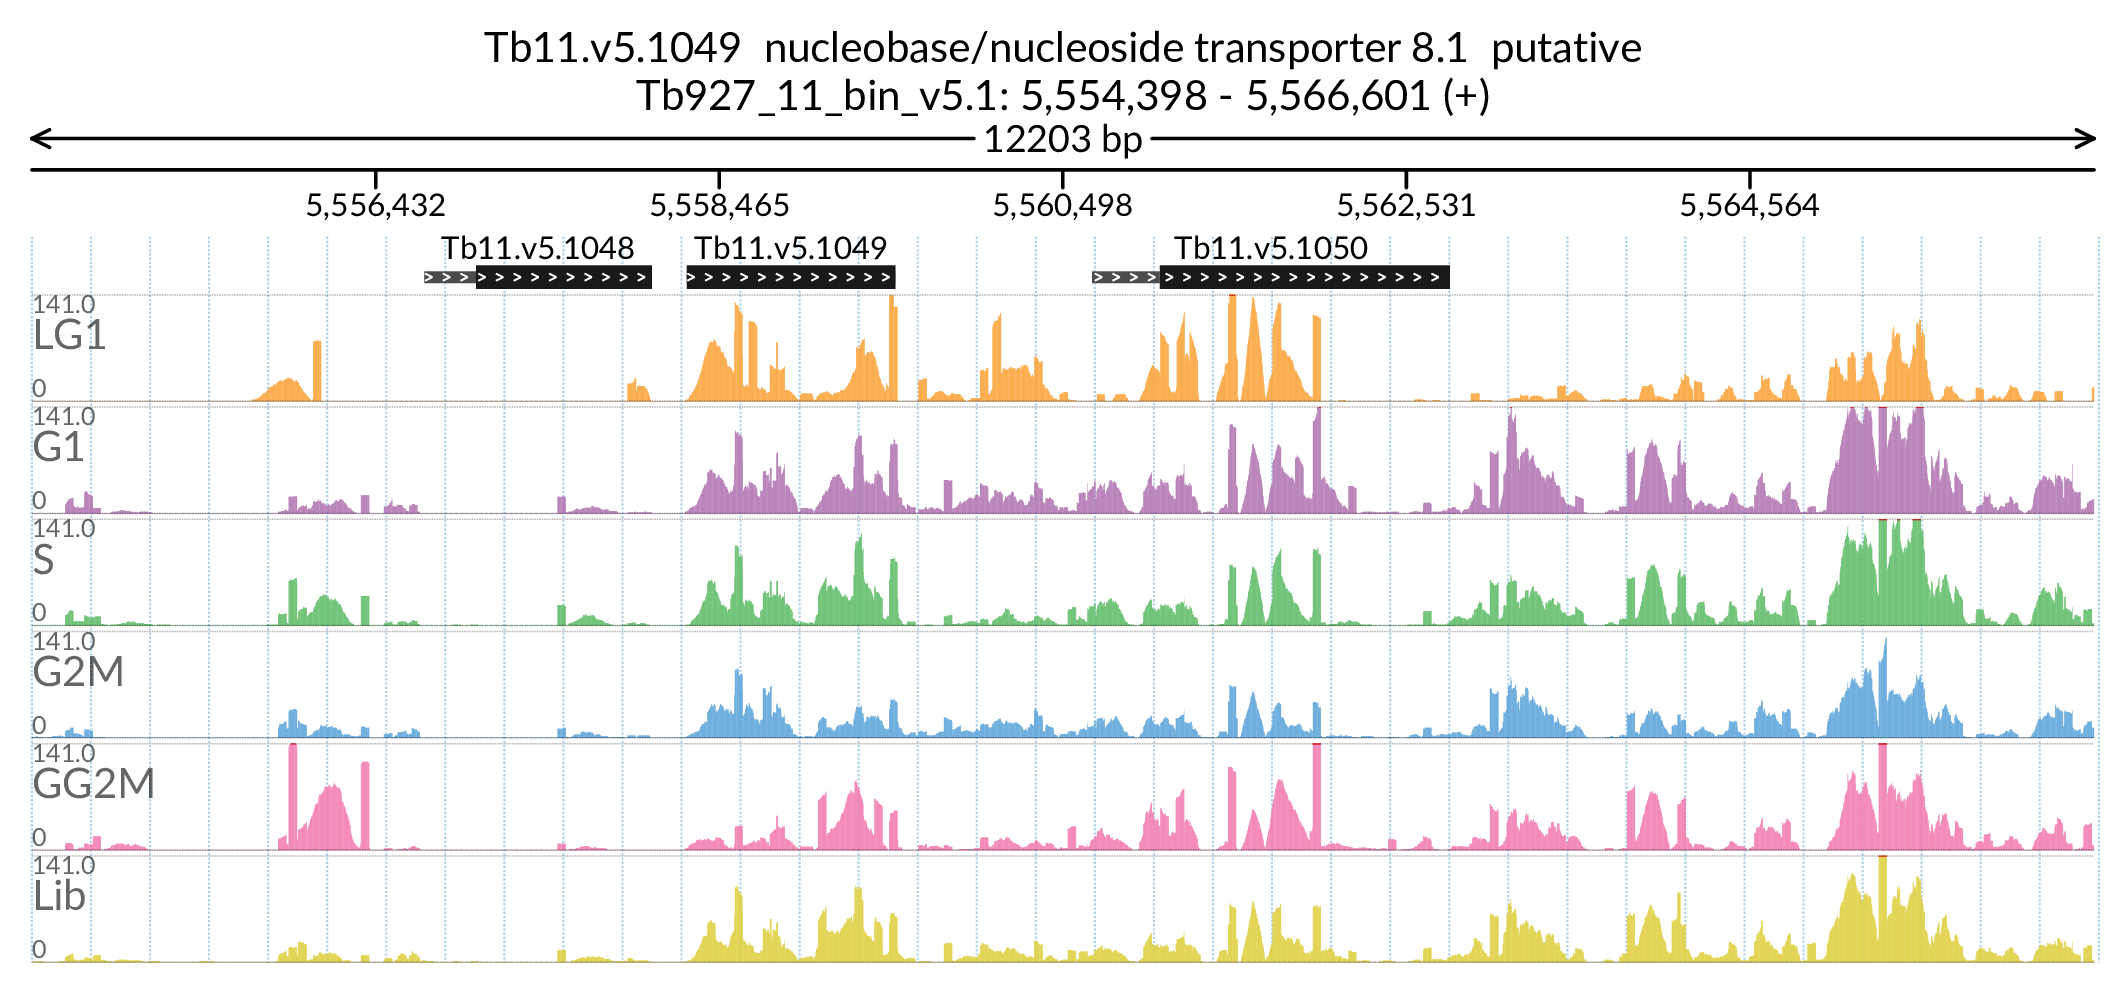 Tb11.v5.1049 nucleobase/nucleoside transporter 8.1 putative
Tb927_11_bin_v5.1: 5,554,398 - 5,566,601 (+)
12203 bp
5,556,432 5,558,465 5,560,498 5,562,531 5,564,564
Tb11.v5.1048 Tb11.v5.1049 Tb11.v5.1050
141.0
LG1
0
141.0
G1
0
141.0
S
0
141.0
G2M
0
141.0
GG2M
0
141.0
Lib
0